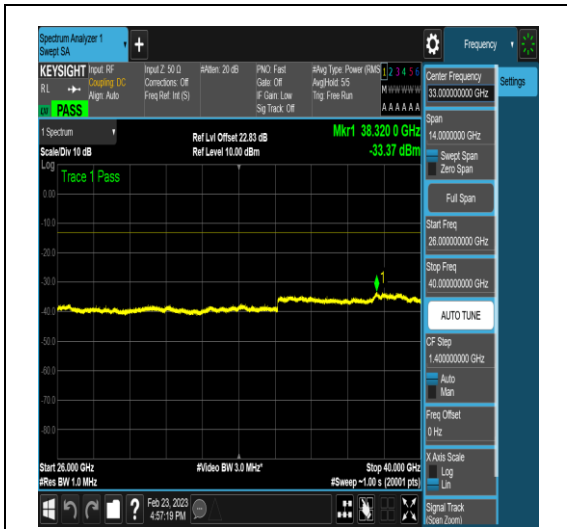 Spectrum Analyzer 1
Swept SA
Frequency
KEYSIGHT
RL
Input: RF
Coupling: DC
Align: Auto
Input Z: 50 Ω
Corrections: Off
Freq Ref: Int (S)
#Atten: 20 dB
PNO: Fast
Gate: Off
IF Gain: Low
Sig Track: Off
#Avg Type: Power (RMS
Avg|Hold: 5/5
Trig: Free Run
1 2 3 4 5 6
M W W W W W
A A A A A A
PASS
Center Frequency
33.000000000 GHz
Settings
Span
14.0000000 GHz
Swept Span
Zero Span
Full Span
Start Freq
26.000000000 GHz
Stop Freq
40.000000000 GHz
AUTO TUNE
CF Step
1.400000000 GHz
Auto
Man
Freq Offset
0 Hz
X Axis Scale
Log
Lin
Signal Track
(Span Zoom)
1 Spectrum
Scale/Div 10 dB
Ref Lvl Offset 22.83 dB
Ref Level 10.00 dBm
Mkr1 38.320 0 GHz
-33.37 dBm
Log
Trace 1 Pass
0.00
-10.0
-20.0
-30.0
-40.0
-50.0
-60.0
-70.0
-80.0
1
Start 26.000 GHz
#Res BW 1.0 MHz
#Video BW 3.0 MHz*
Stop 40.000 GHz
#Sweep ~1.00 s (20001 pts)
?
Feb 23, 2023
4:57:19 PM